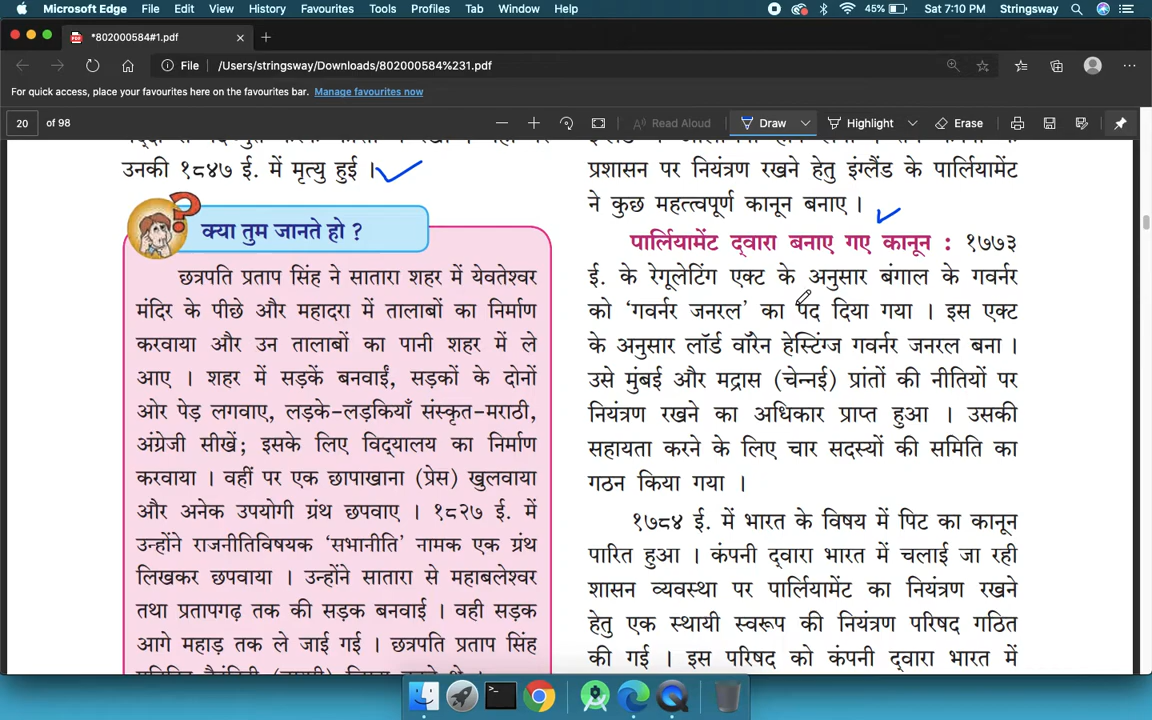 Microsoft Edge File Edit View History Favourites Tools Profiles Tab Window Help 45% Sat 7:10 PM Stringsway
*802000584#1.pdf
File /Users/stringsway/Downloads/802000584%231.pdf
For quick access, place your favourites here on the favourites bar. Manage favourites now
20 of 98 Read Aloud Draw Highlight Erase
उनकी १८४७ ई. में मृत्यु हुई ।
क्या तुम जानते हो ?
छत्रपति प्रताप सिंह ने सातारा शहर में येवतेश्वर
मंदिर के पीछे और महादरा में तालाबों का निर्माण
करवाया और उन तालाबों का पानी शहर में ले
आए । शहर में सड़कें बनवाईं, सड़कों के दोनों
ओर पेड़ लगवाए, लड़के-लड़कियाँ संस्कृत-मराठी,
अंग्रेजी सीखें; इसके लिए विद्यालय का निर्माण
करवाया । वहीं पर एक छापाखाना (प्रेस) खुलवाया
और अनेक उपयोगी ग्रंथ छपवाए । १८२७ ई. में
उन्होंने राजनीतिविषयक ‘सभानीति’ नामक एक ग्रंथ
लिखकर छपवाया । उन्होंने सातारा से महाबलेश्वर
तथा प्रतापगढ़ तक की सड़क बनवाई । वही सड़क
आगे महाड़ तक ले जाई गई । छत्रपति प्रताप सिंह
प्रशासन पर नियंत्रण रखने हेतु इंग्लैंड के पार्लियामेंट
ने कुछ महत्त्वपूर्ण कानून बनाए ।
पार्लियामेंट द्‌वारा बनाए गए कानून : १७७३
ई. के रेगूलेटिंग एक्ट के अनुसार बंगाल के गवर्नर
को ‘गवर्नर जनरल’ का पद दिया गया । इस एक्ट
के अनुसार लॉर्ड वॉरेन हेस्टिंग्ज गवर्नर जनरल बना ।
उसे मुंबई और मद्रास (चेन्नई) प्रांतों की नीतियों पर
नियंत्रण रखने का अधिकार प्राप्त हुआ । उसकी
सहायता करने के लिए चार सदस्यों की समिति का
गठन किया गया ।
१७८४ ई. में भारत के विषय में पिट का कानून
पारित हुआ । कंपनी द्‌वारा भारत में चलाई जा रही
शासन व्यवस्था पर पार्लियामेंट का नियंत्रण रखने
हेतु एक स्थायी स्वरूप की नियंत्रण परिषद गठित
की गई । इस परिषद को कंपनी द्‌वारा भारत में